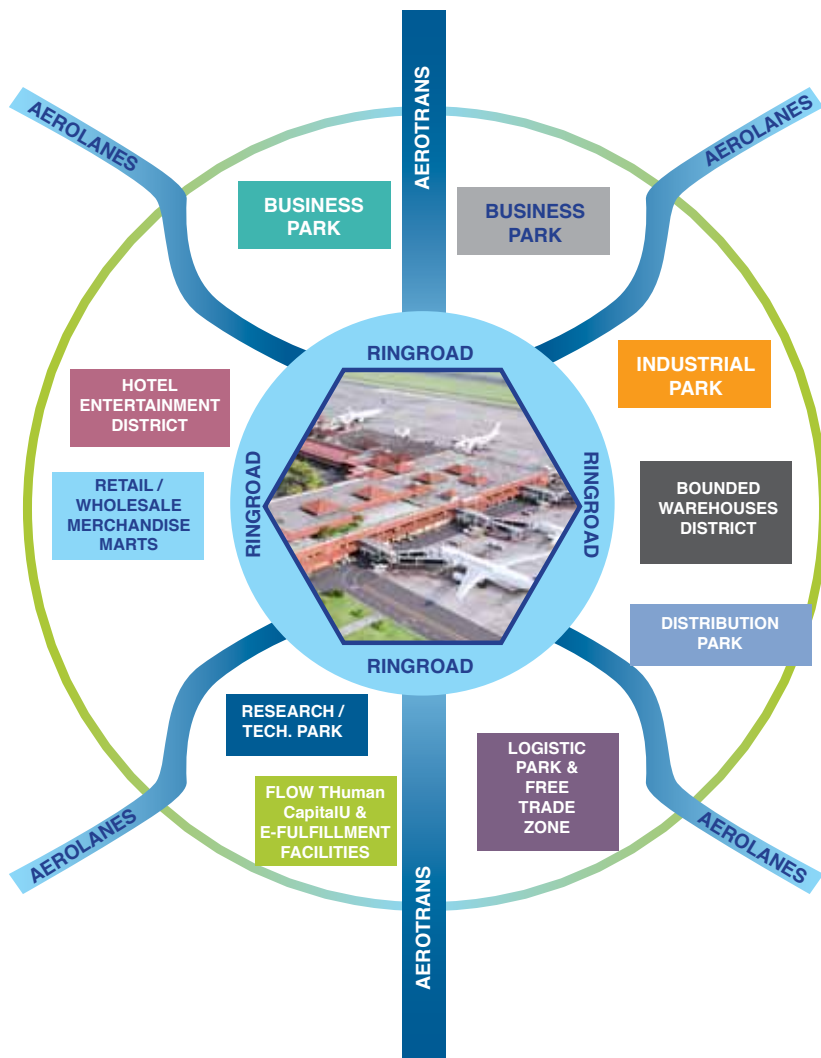 AEROTRANS
AEROLANES
AEROLANES
BUSINESS
PARK
BUSINESS
PARK
RINGROAD
INDUSTRIAL
PARK
HOTEL
ENTERTAINMENT
DISTRICT
RINGROAD
RINGROAD
RETAIL /
WHOLESALE
MERCHANDISE
MARTS
BOUNDED
WAREHOUSES
DISTRICT
DISTRIBUTION
PARK
RINGROAD
RESEARCH /
TECH. PARK
LOGISTIC
PARK &
FREE
TRADE
ZONE
FLOW THuman
CapitalU &
E-FULFILLMENT
FACILITIES
AEROLANES
AEROLANES
AEROTRANS